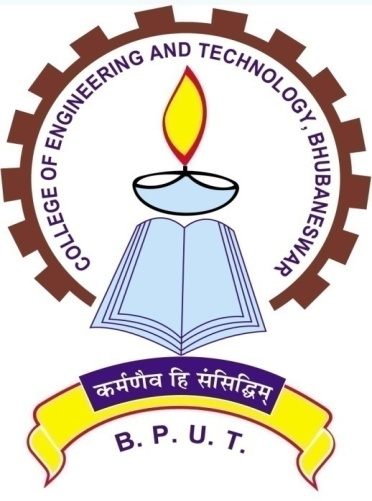 COLLEGE OF ENGINEERING AND TECHNOLOGY, BHUBANESWAR
कर्मणैव हि संसिद्धिम्
B. P. U. T.